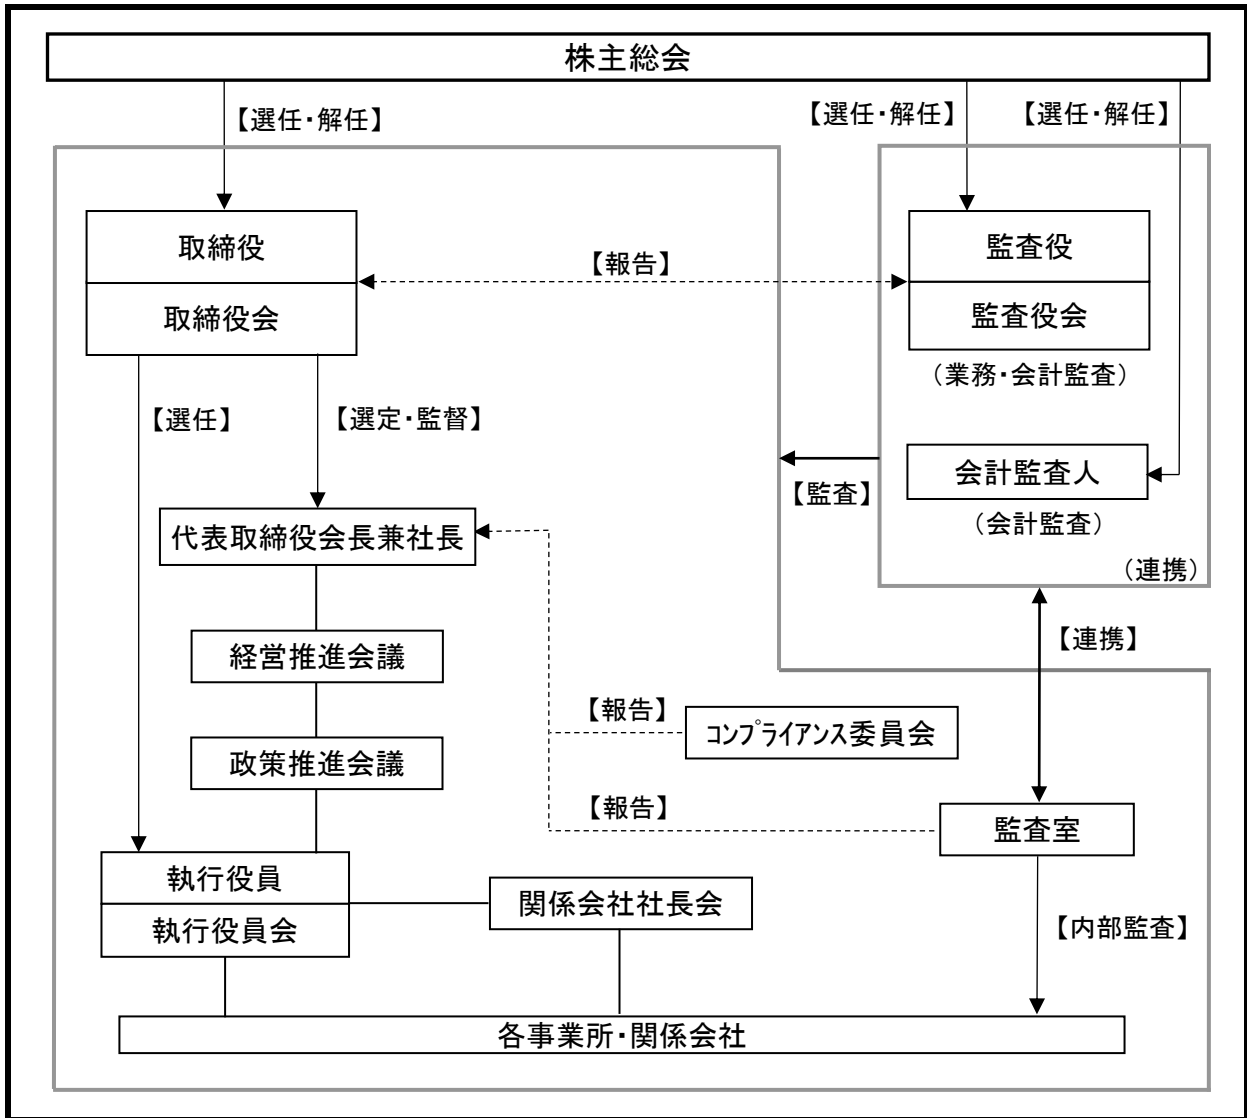 株主総会
【選任・解任】
【選任・解任】
【選任・解任】
取締役
取締役会
【報告】
監査役
監査役会
（業務・会計監査）
【選任】
【選定・監督】
【監査】
会計監査人
（会計監査）
（連携）
代表取締役会長兼社長
経営推進会議
【連携】
政策推進会議
【報告】
コンプライアンス委員会
【報告】
監査室
執行役員
執行役員会
関係会社社長会
【内部監査】
各事業所・関係会社